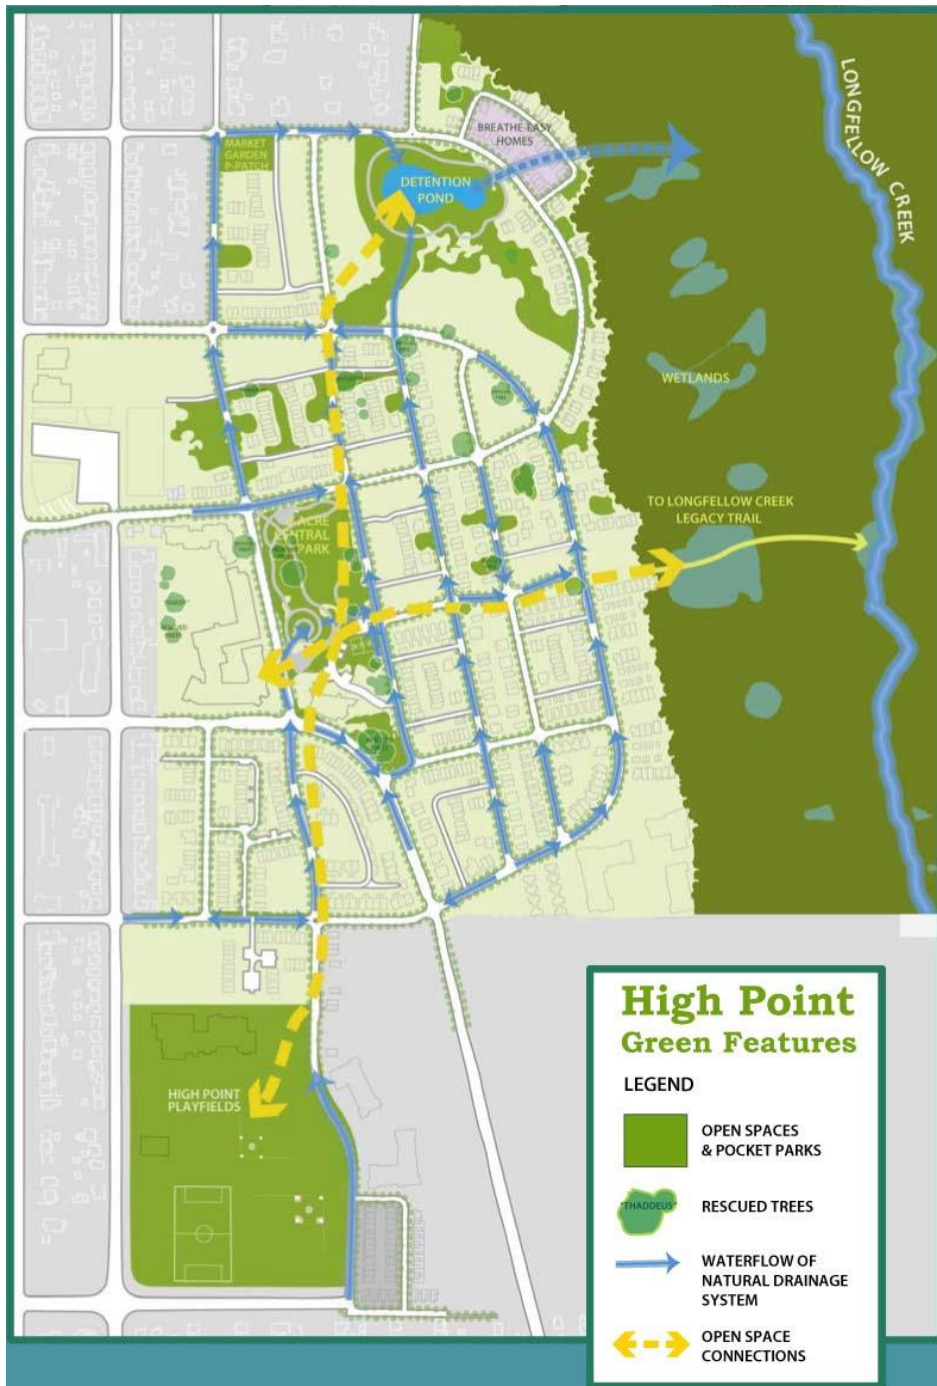 BREATHE EASY
HOMES
MARKET
GARDEN
P-PATCH
DETENTION
POND
LONGFELLOW CREEK
WETLANDS
TO LONGFELLOW CREEK
LEGACY TRAIL
ACRE
CENTRAL
PARK
HIGH POINT
PLAYFIELDS
High Point
Green Features
LEGEND
OPEN SPACES
& POCKET PARKS
"THADDEUS"
RESCUED TREES
WATERFLOW OF
NATURAL DRAINAGE
SYSTEM
OPEN SPACE
CONNECTIONS